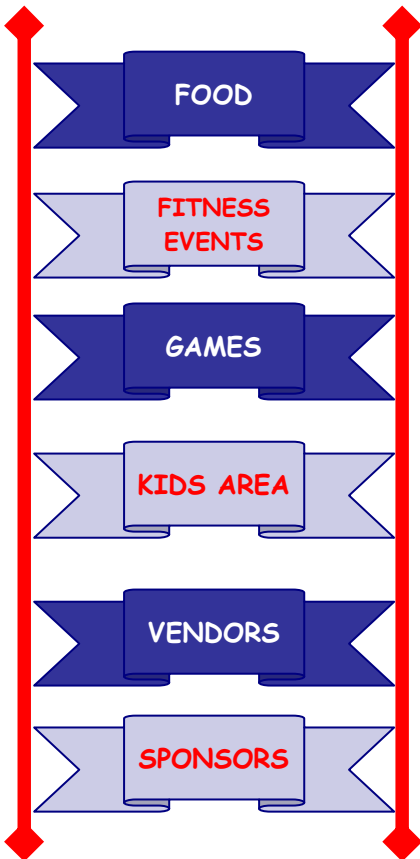 FOOD
FITNESS
EVENTS
GAMES
KIDS AREA
VENDORS
SPONSORS